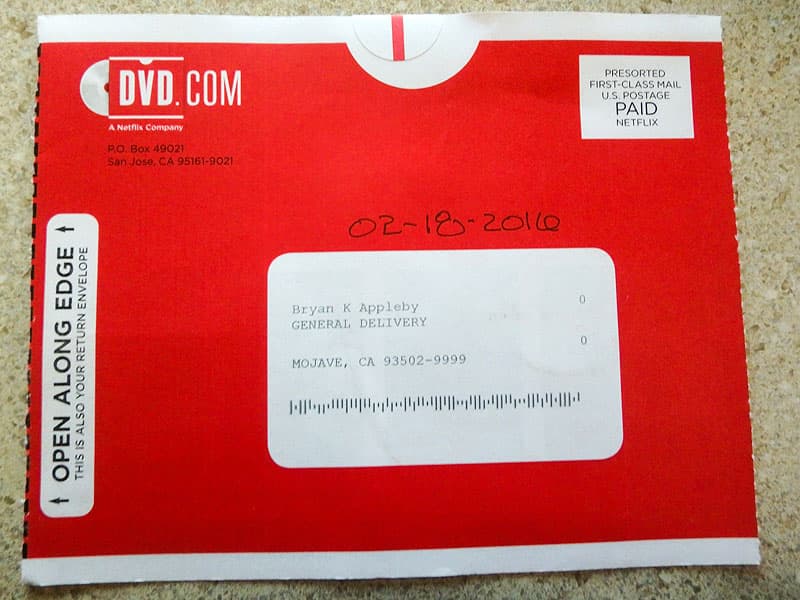 DVD.COM
A Netflix Company
P.O. Box 49021
San Jose, CA 95161-9021
PRESORTED
FIRST-CLASS MAIL
U.S. POSTAGE
PAID
NETFLIX
02-18-2016
OPEN ALONG EDGE
THIS IS ALSO YOUR RETURN ENVELOPE
Bryan K Appleby 0
GENERAL DELIVERY
0
MOJAVE, CA 93502-9999